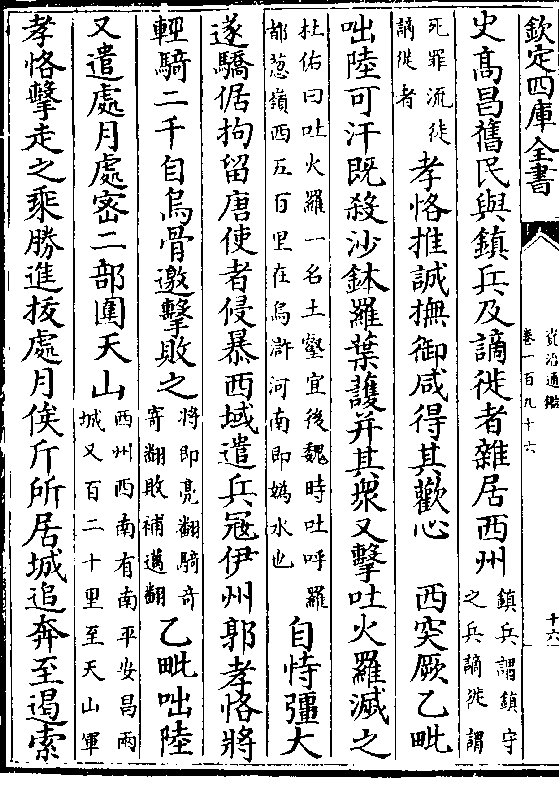 欽定四庫全書
資治通鑑
卷一百九十六
十六
史高昌舊民與鎮兵及謫徙者雜居西州
鎮兵謂鎮守
之兵謫徙謂
死罪流徒
謫徙者
孝恪推誠撫御咸得其歡心　西突厥乙毗
咄陸可汗既殺沙鉢羅葉護并其衆又擊吐火羅滅之
杜佑曰吐火羅一名土壑宜後魏時吐呼羅
都葱嶺西五百里在烏滸河南即媯水也
自恃彊大
遂驕倨拘留唐使者侵暴西域遣兵冦伊州郭孝恪將
輕騎二千自烏骨邀擊敗之
將即亮翻騎奇
寄翻敗補邁翻
乙毗咄陸
又遣處月處密二部圍天山
西州西南有南平安昌兩
城又百二十里至天山軍
孝恪擊走之乘勝進拔處月俟斤所居城追奔至遏索